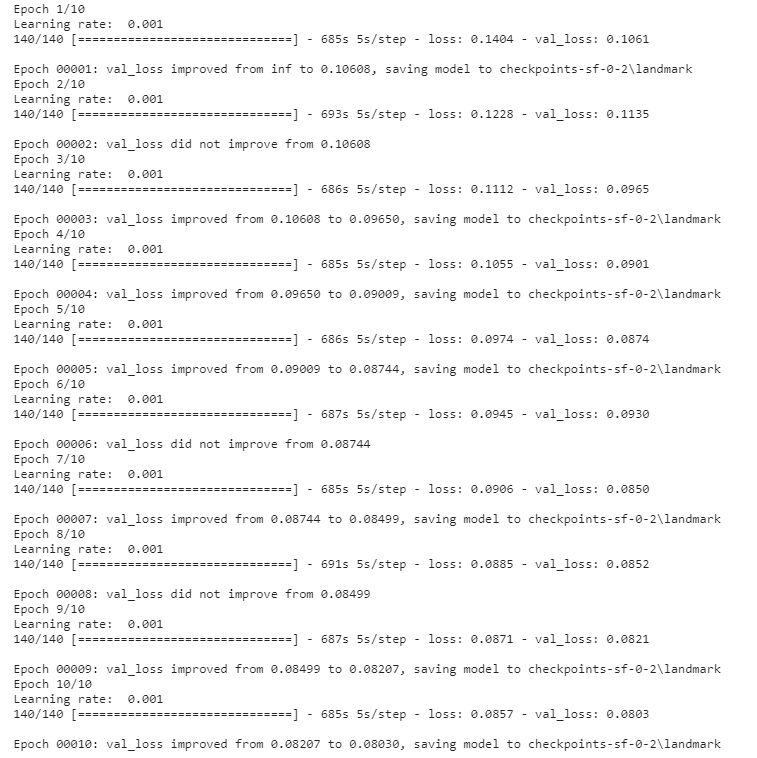 Epoch 1/10
Learning rate:  0.001
140/140 [==============================] - 685s 5s/step - loss: 0.1404 - val_loss: 0.1061
Epoch 00001: val_loss improved from inf to 0.10608, saving model to checkpoints-sf-0-2\landmark
Epoch 2/10
Learning rate:  0.001
140/140 [==============================] - 693s 5s/step - loss: 0.1228 - val_loss: 0.1135
Epoch 00002: val_loss did not improve from 0.10608
Epoch 3/10
Learning rate:  0.001
140/140 [==============================] - 686s 5s/step - loss: 0.1112 - val_loss: 0.0965
Epoch 00003: val_loss improved from 0.10608 to 0.09650, saving model to checkpoints-sf-0-2\landmark
Epoch 4/10
Learning rate:  0.001
140/140 [==============================] - 685s 5s/step - loss: 0.1055 - val_loss: 0.0901
Epoch 00004: val_loss improved from 0.09650 to 0.09009, saving model to checkpoints-sf-0-2\landmark
Epoch 5/10
Learning rate:  0.001
140/140 [==============================] - 686s 5s/step - loss: 0.0974 - val_loss: 0.0874
Epoch 00005: val_loss improved from 0.09009 to 0.08744, saving model to checkpoints-sf-0-2\landmark
Epoch 6/10
Learning rate:  0.001
140/140 [==============================] - 687s 5s/step - loss: 0.0945 - val_loss: 0.0930
Epoch 00006: val_loss did not improve from 0.08744
Epoch 7/10
Learning rate:  0.001
140/140 [==============================] - 685s 5s/step - loss: 0.0906 - val_loss: 0.0850
Epoch 00007: val_loss improved from 0.08744 to 0.08499, saving model to checkpoints-sf-0-2\landmark
Epoch 8/10
Learning rate:  0.001
140/140 [==============================] - 691s 5s/step - loss: 0.0885 - val_loss: 0.0852
Epoch 00008: val_loss did not improve from 0.08499
Epoch 9/10
Learning rate:  0.001
140/140 [==============================] - 687s 5s/step - loss: 0.0871 - val_loss: 0.0821
Epoch 00009: val_loss improved from 0.08499 to 0.08207, saving model to checkpoints-sf-0-2\landmark
Epoch 10/10
Learning rate:  0.001
140/140 [==============================] - 685s 5s/step - loss: 0.0857 - val_loss: 0.0803
Epoch 00010: val_loss improved from 0.08207 to 0.08030, saving model to checkpoints-sf-0-2\landmark